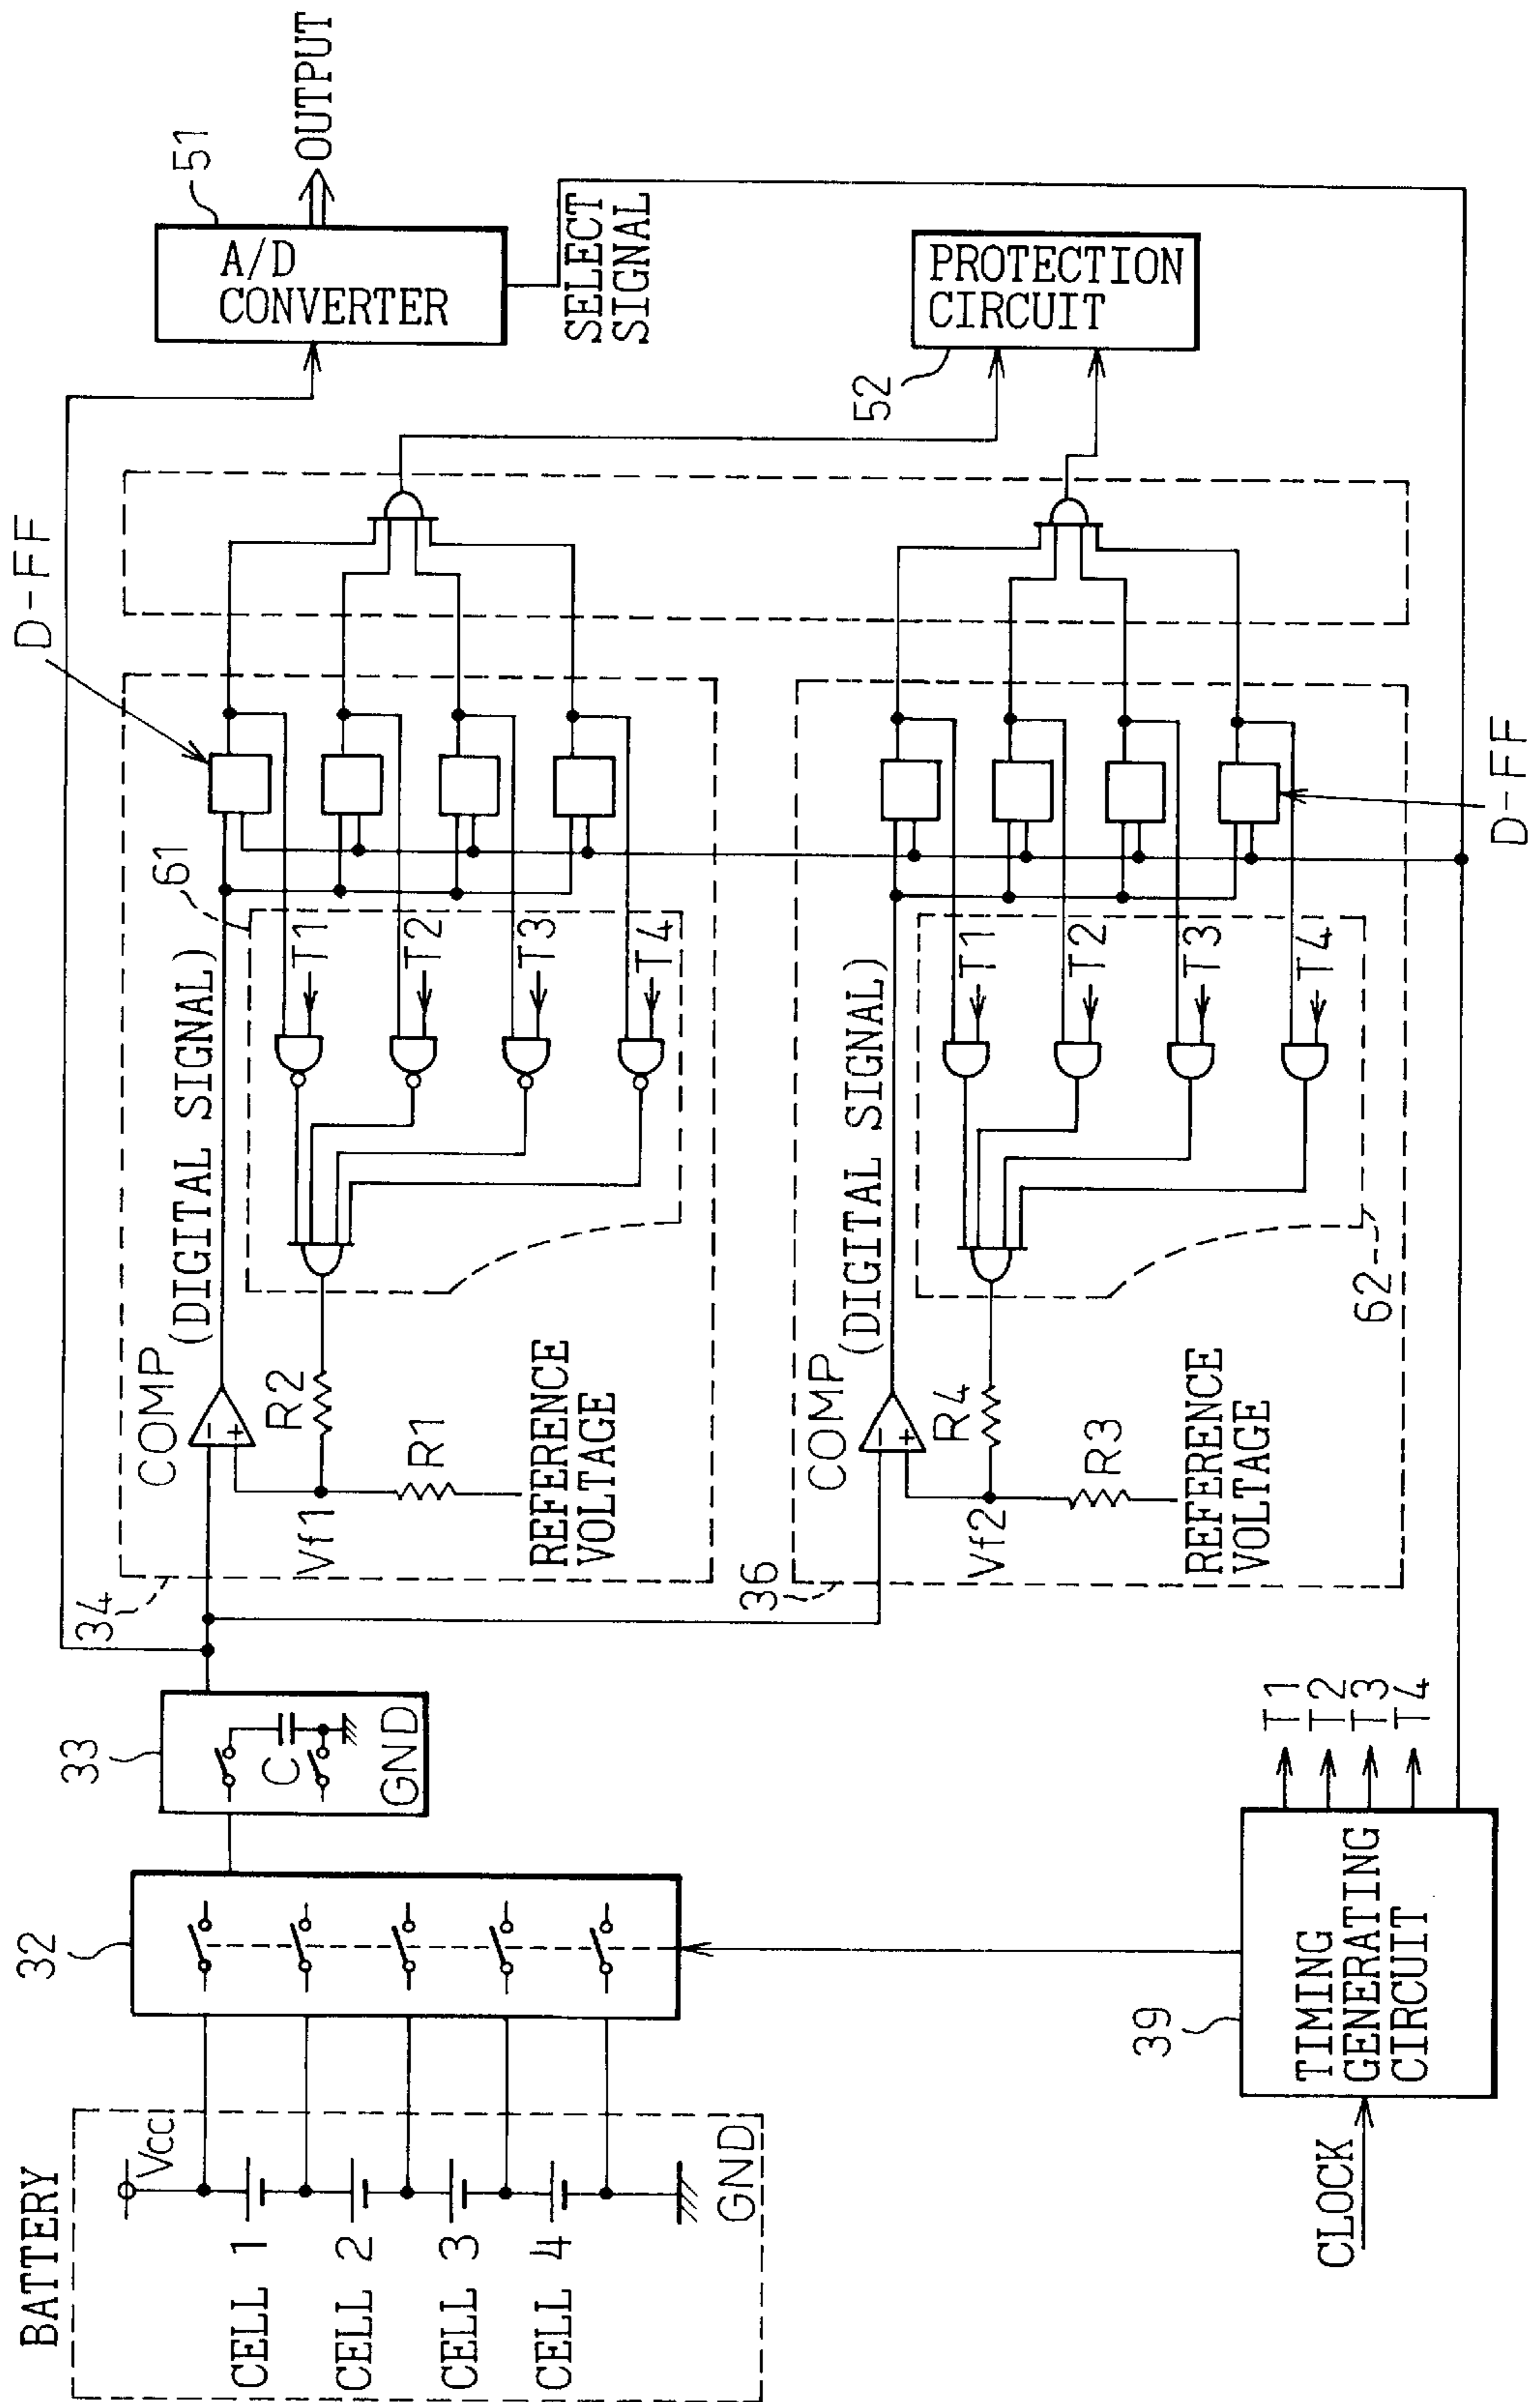 BATTERY
Vcc
CELL 1
CELL 2
CELL 3
CELL 4
GND
32
33
C
GND
CLOCK
TIMING
GENERATING
CIRCUIT
39
T1
T2
T3
T4
34
COMP
(DIGITAL SIGNAL)
−
+
R2
Vf1
R1
REFERENCE
VOLTAGE
61
T1
T2
T3
T4
D-FF
36
COMP
(DIGITAL SIGNAL)
−
+
R4
Vf2
R3
REFERENCE
VOLTAGE
62
T1
T2
T3
T4
D-FF
A/D
CONVERTER
51
OUTPUT
SELECT
SIGNAL
PROTECTION
CIRCUIT
52